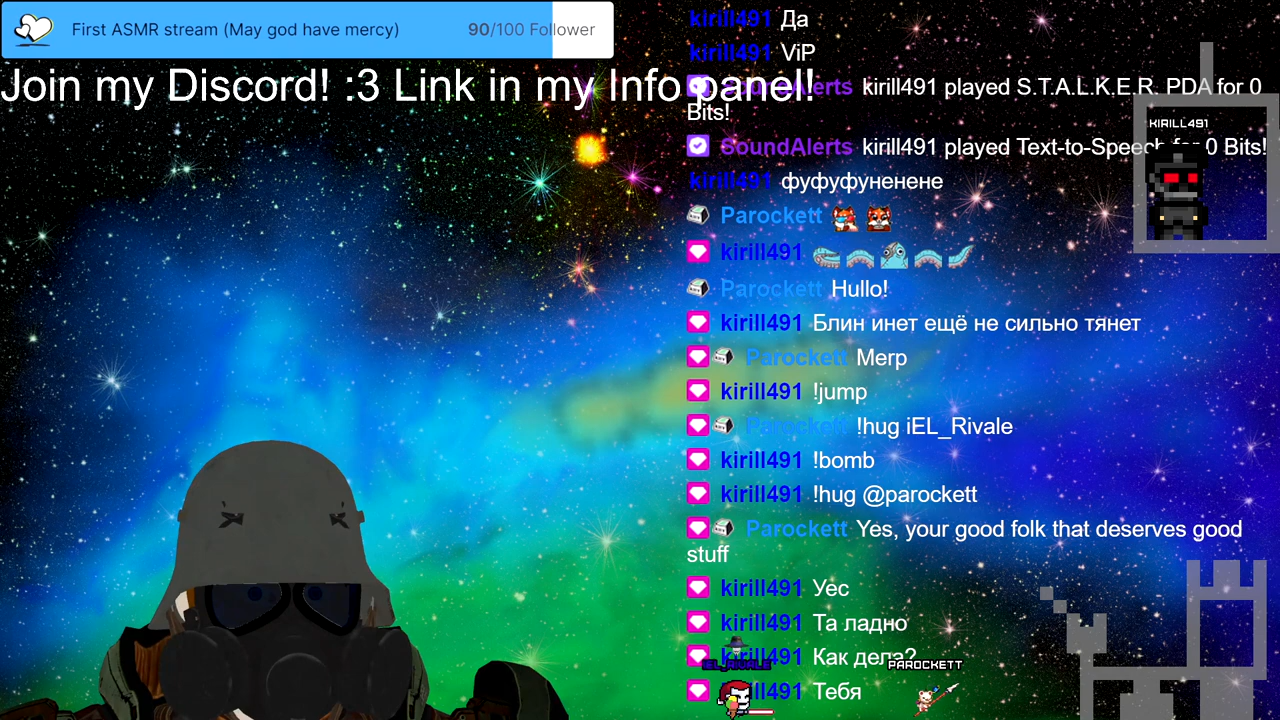 First ASMR stream (May god have mercy) 90/100 Follower
Join my Discord! :3 Link in my Info panel!
kirill491 Да
kirill491 ViP
SoundAlerts kirill491 played S.T.A.L.K.E.R. PDA for 0
Bits!
KIRILL491
SoundAlerts kirill491 played Text-to-Speech for 0 Bits!
kirill491 фуфуфуненене
Parockett
kirill491
Parockett Hullo!
kirill491 Блин инет ещё не сильно тянет
Parockett Merp
kirill491 !jump
Parockett !hug iEL_Rivale
kirill491 !bomb
kirill491 !hug @parockett
Parockett Yes, your good folk that deserves good
stuff
kirill491 Уес
kirill491 Та ладно
kirill491 Как дела?
IEL_RIVALE PAROCKETT
kirill491 Тебя